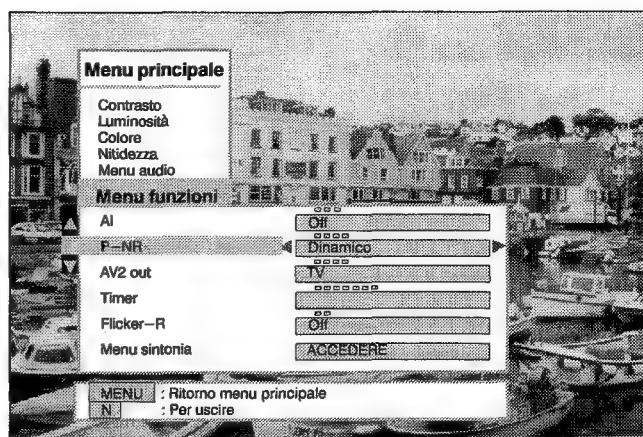 Menu principale
Contrasto
Luminosità
Colore
Nitidezza
Menu audio
Menu funzioni
AI Off
P-NR Dinamico
AV2 out TV
Timer
Flicker-R Off
Menu sintonia ACCEDERE
MENU : Ritorno menu principale
N : Per uscire